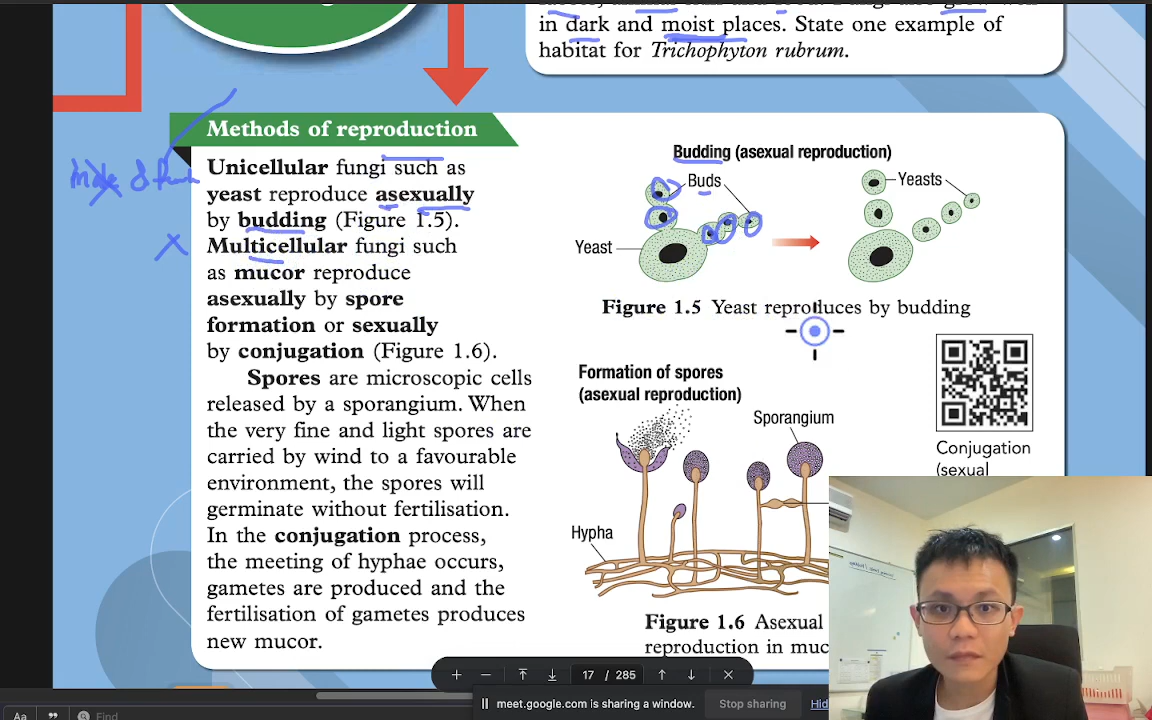 in dark and moist places. State one example of
habitat for Trichophyton rubrum.
Methods of reproduction
Unicellular fungi such as
yeast reproduce asexually
by budding (Figure 1.5).
Multicellular fungi such
as mucor reproduce
asexually by spore
formation or sexually
by conjugation (Figure 1.6).
Spores are microscopic cells
released by a sporangium. When
the very fine and light spores are
carried by wind to a favourable
environment, the spores will
germinate without fertilisation.
In the conjugation process,
the meeting of hyphae occurs,
gametes are produced and the
fertilisation of gametes produces
new mucor.
Budding (asexual reproduction)
Buds
Yeasts
Yeast
Figure 1.5 Yeast reproduces by budding
Formation of spores
(asexual reproduction)
Sporangium
Hypha
Conjugation
(sexual
Figure 1.6 Asexual
reproduction in muc
17 / 285
meet.google.com is sharing a window.
Stop sharing
Hid
Aa
Find